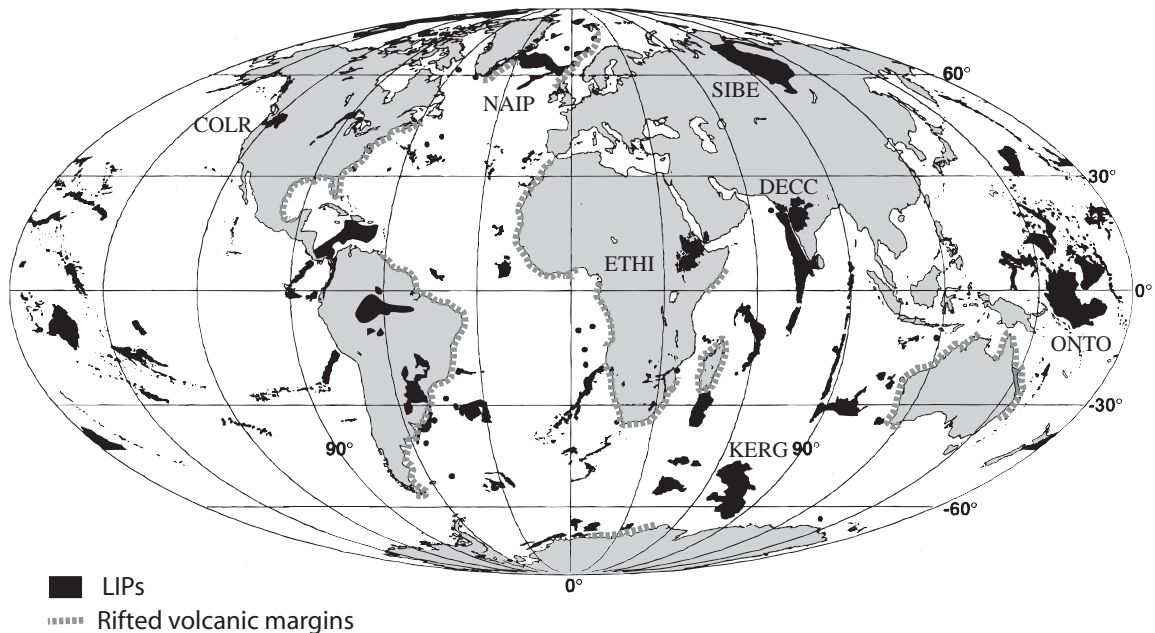 60°
NAIP
SIBE
COLR
30°
DECC
ETHI
0°
ONTO
-30°
90°
KERG 90°
-60°
0°
LIPs
Rifted volcanic margins